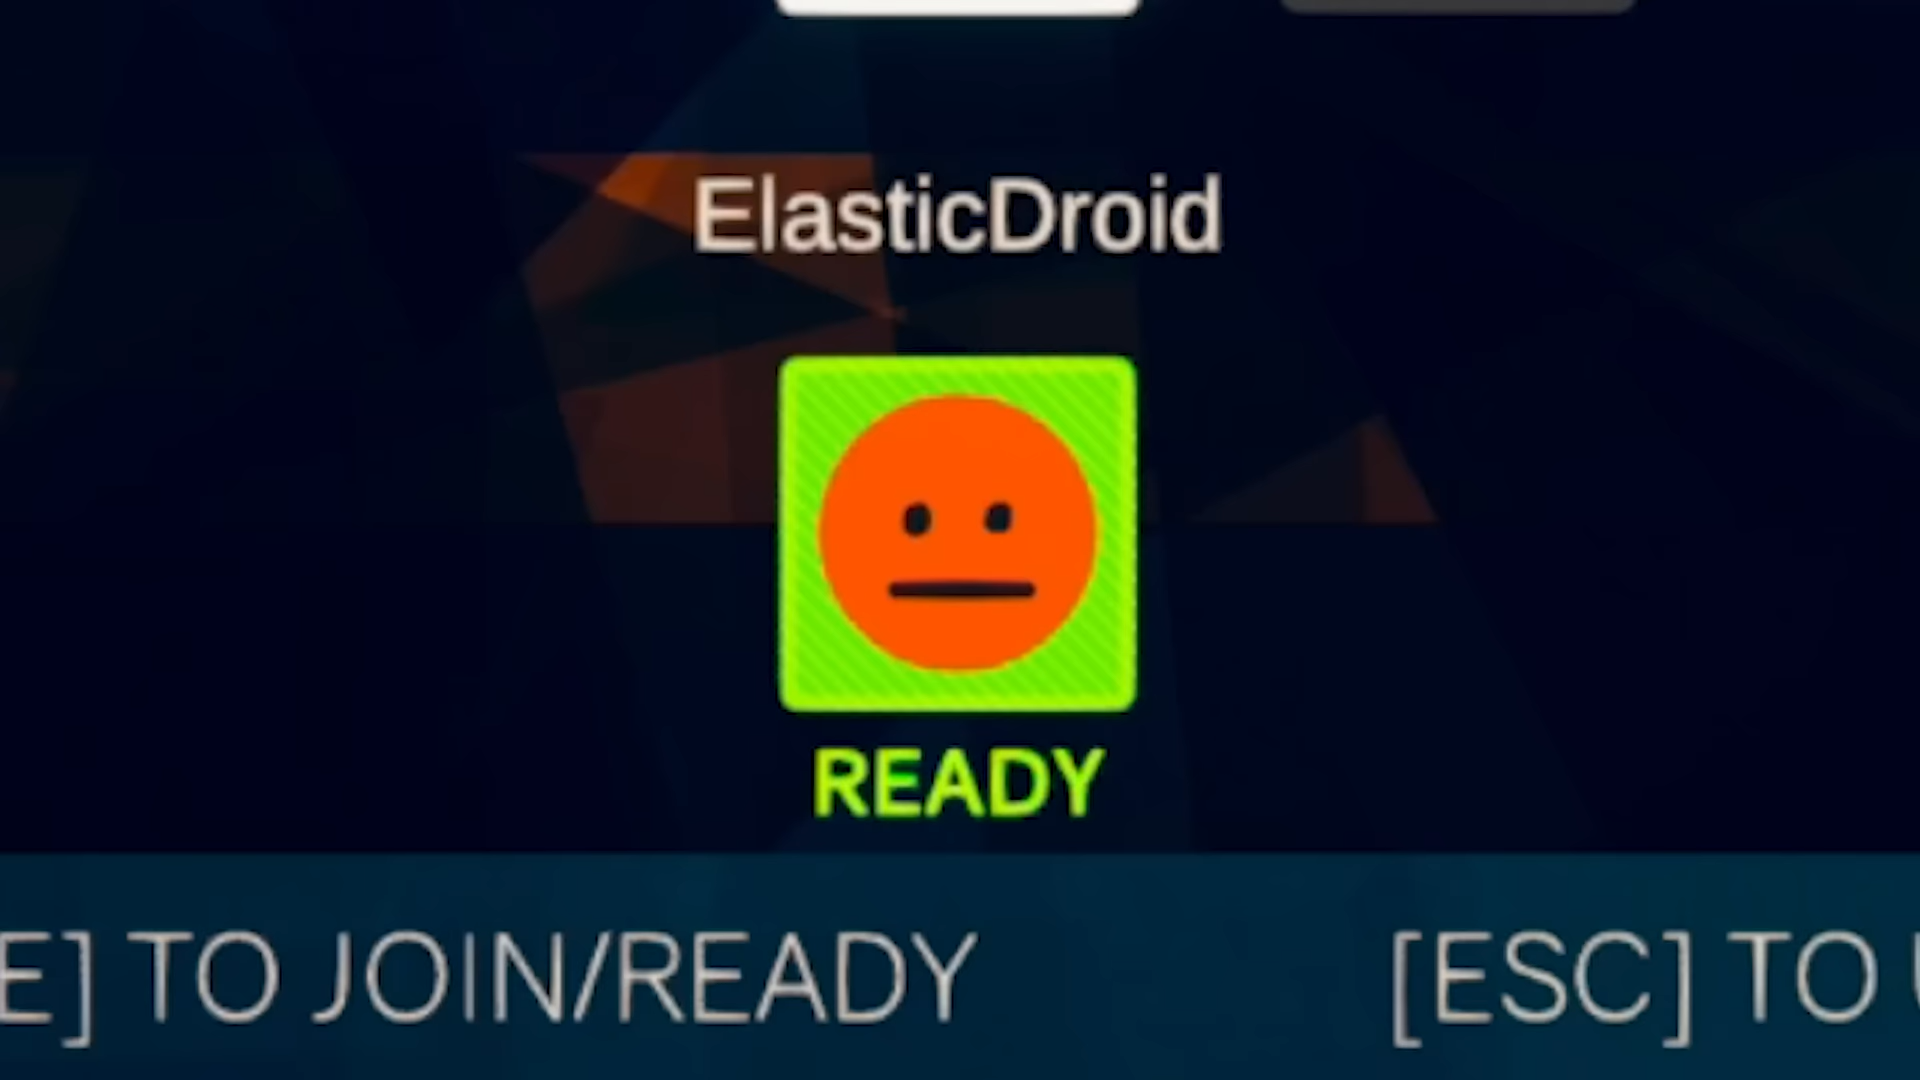 ElasticDroid
READY
E] TO JOIN/READY
[ESC] TO